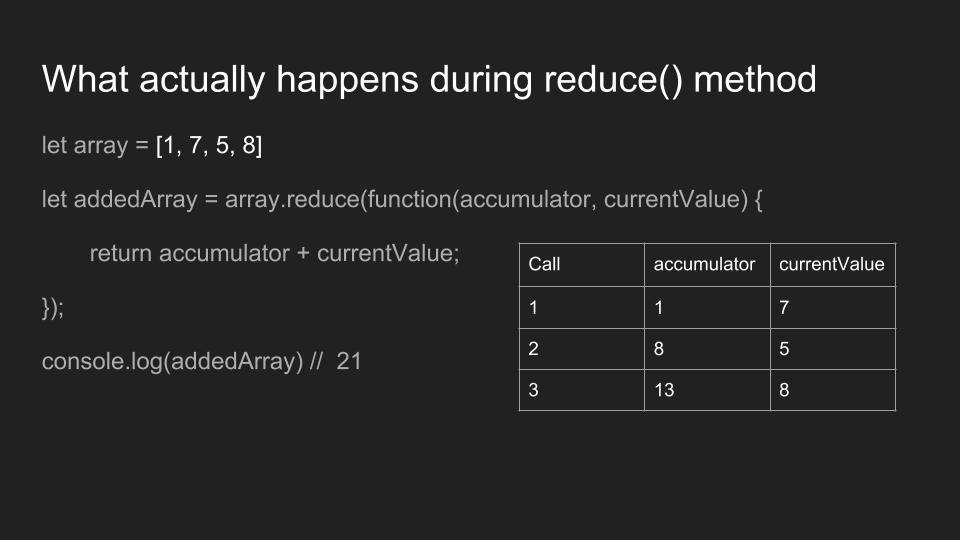 What actually happens during reduce() method
let array = [1, 7, 5, 8]
let addedArray = array.reduce(function(accumulator, currentValue) {
return accumulator + currentValue;
});
console.log(addedArray) //  21
Call accumulator currentValue
1 1 7
2 8 5
3 13 8